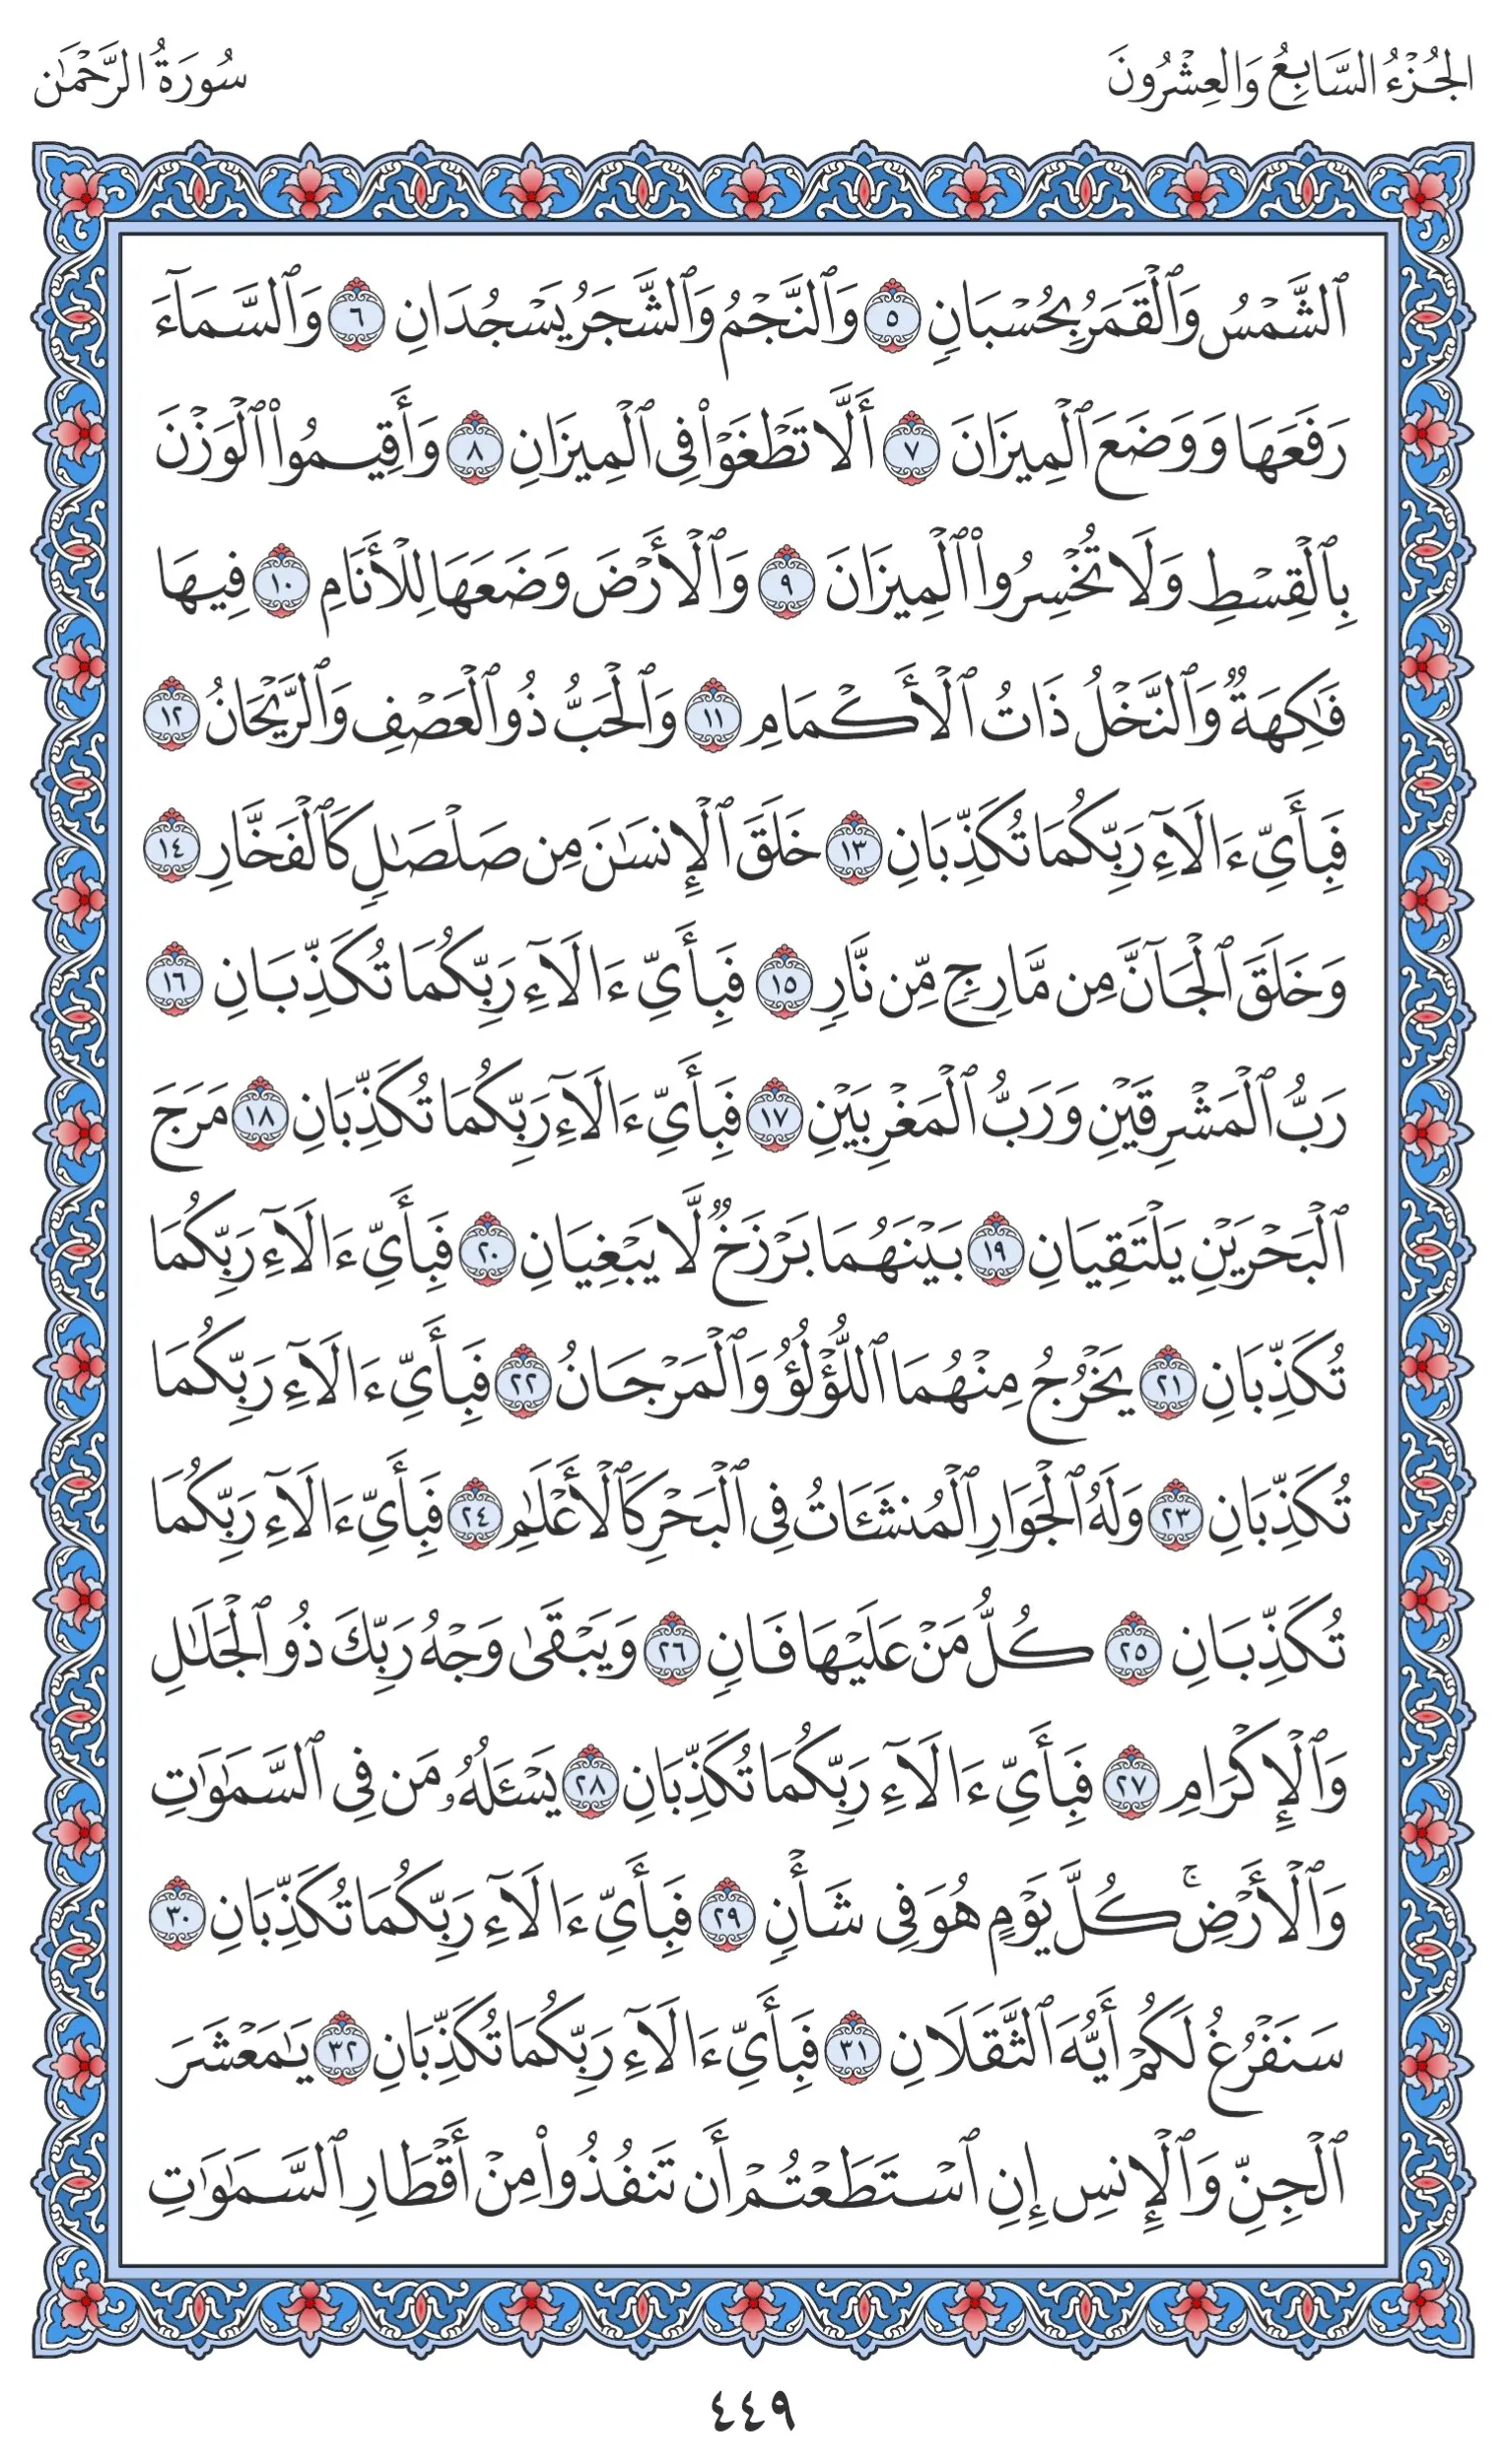 الجُزْءُ السَّابِعُ وَالعِشْرُونَ
سُورَةُ الرَّحْمَٰن
ٱلشَّمْسُ وَٱلْقَمَرُ بِحُسْبَانٍ ٥ وَٱلنَّجْمُ وَٱلشَّجَرُ يَسْجُدَانِ ٦ وَٱلسَّمَآءَ
رَفَعَهَا وَوَضَعَ ٱلْمِيزَانَ ٧ أَلَّا تَطْغَوْا۟ فِى ٱلْمِيزَانِ ٨ وَأَقِيمُوا۟ ٱلْوَزْنَ
بِٱلْقِسْطِ وَلَا تُخْسِرُوا۟ ٱلْمِيزَانَ ٩ وَٱلْأَرْضَ وَضَعَهَا لِلْأَنَامِ ١٠ فِيهَا
فَٰكِهَةٌ وَٱلنَّخْلُ ذَاتُ ٱلْأَكْمَامِ ١١ وَٱلْحَبُّ ذُو ٱلْعَصْفِ وَٱلرَّيْحَانُ ١٢
فَبِأَىِّ ءَالَآءِ رَبِّكُمَا تُكَذِّبَانِ ١٣ خَلَقَ ٱلْإِنسَٰنَ مِن صَلْصَٰلٍ كَٱلْفَخَّارِ ١٤
وَخَلَقَ ٱلْجَآنَّ مِن مَّارِجٍ مِّن نَّارٍ ١٥ فَبِأَىِّ ءَالَآءِ رَبِّكُمَا تُكَذِّبَانِ ١٦
رَبُّ ٱلْمَشْرِقَيْنِ وَرَبُّ ٱلْمَغْرِبَيْنِ ١٧ فَبِأَىِّ ءَالَآءِ رَبِّكُمَا تُكَذِّبَانِ ١٨ مَرَجَ
ٱلْبَحْرَيْنِ يَلْتَقِيَانِ ١٩ بَيْنَهُمَا بَرْزَخٌ لَّا يَبْغِيَانِ ٢٠ فَبِأَىِّ ءَالَآءِ رَبِّكُمَا
تُكَذِّبَانِ ٢١ يَخْرُجُ مِنْهُمَا ٱللُّؤْلُؤُ وَٱلْمَرْجَانُ ٢٢ فَبِأَىِّ ءَالَآءِ رَبِّكُمَا
تُكَذِّبَانِ ٢٣ وَلَهُ ٱلْجَوَارِ ٱلْمُنشَـَٔاتُ فِى ٱلْبَحْرِ كَٱلْأَعْلَٰمِ ٢٤ فَبِأَىِّ ءَالَآءِ رَبِّكُمَا
تُكَذِّبَانِ ٢٥ كُلُّ مَنْ عَلَيْهَا فَانٍ ٢٦ وَيَبْقَىٰ وَجْهُ رَبِّكَ ذُو ٱلْجَلَٰلِ
وَٱلْإِكْرَامِ ٢٧ فَبِأَىِّ ءَالَآءِ رَبِّكُمَا تُكَذِّبَانِ ٢٨ يَسْـَٔلُهُۥ مَن فِى ٱلسَّمَٰوَٰتِ
وَٱلْأَرْضِ ۚ كُلَّ يَوْمٍ هُوَ فِى شَأْنٍ ٢٩ فَبِأَىِّ ءَالَآءِ رَبِّكُمَا تُكَذِّبَانِ ٣٠
سَنَفْرُغُ لَكُمْ أَيُّهَ ٱلثَّقَلَانِ ٣١ فَبِأَىِّ ءَالَآءِ رَبِّكُمَا تُكَذِّبَانِ ٣٢ يَٰمَعْشَرَ
ٱلْجِنِّ وَٱلْإِنسِ إِنِ ٱسْتَطَعْتُمْ أَن تَنفُذُوا۟ مِنْ أَقْطَارِ ٱلسَّمَٰوَٰتِ
٤٤٩